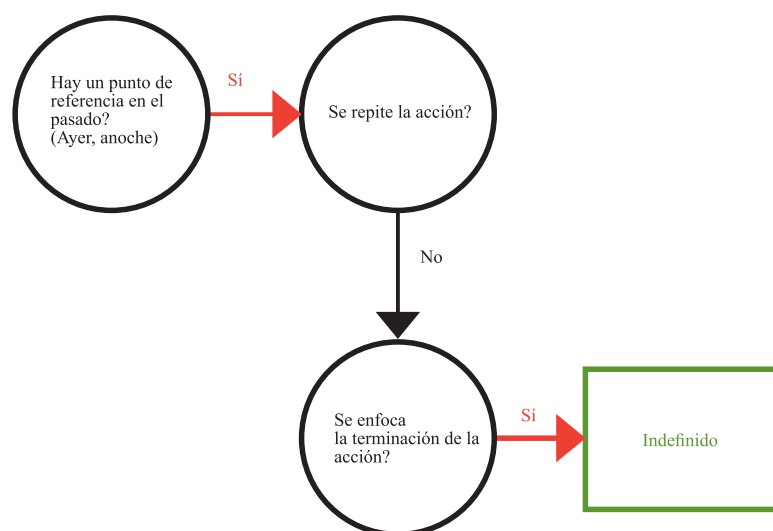 Hay un punto de
referencia en el
pasado?
(Ayer, anoche)
Sí
Se repite la acción?
No
Se enfoca
la terminación de la
acción?
Sí
Indefinido